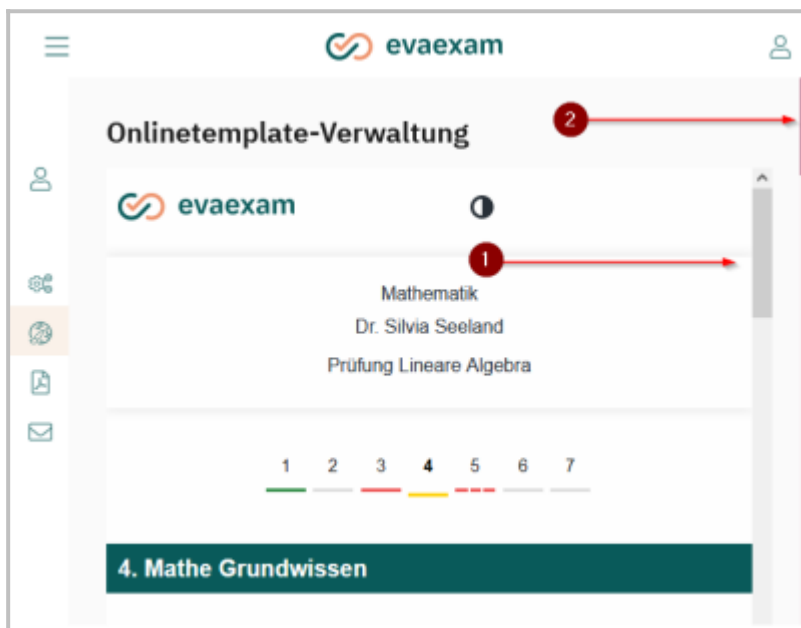 evaexam
Onlinetemplate-Verwaltung
2
evaexam
1
Mathematik
Dr. Silvia Seeland
Prüfung Lineare Algebra
1 2 3 4 5 6 7
4. Mathe Grundwissen